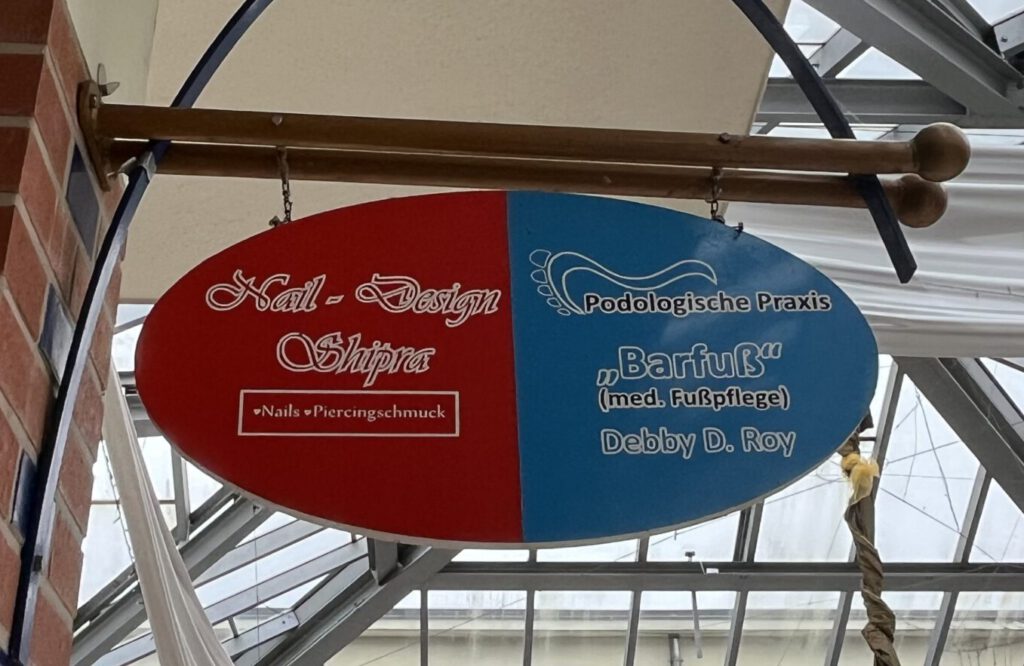 Nail - Design
Shipra
♥Nails ♥Piercingschmuck
Podologische Praxis
„Barfuß“
(med. Fußpflege)
Debby D. Roy